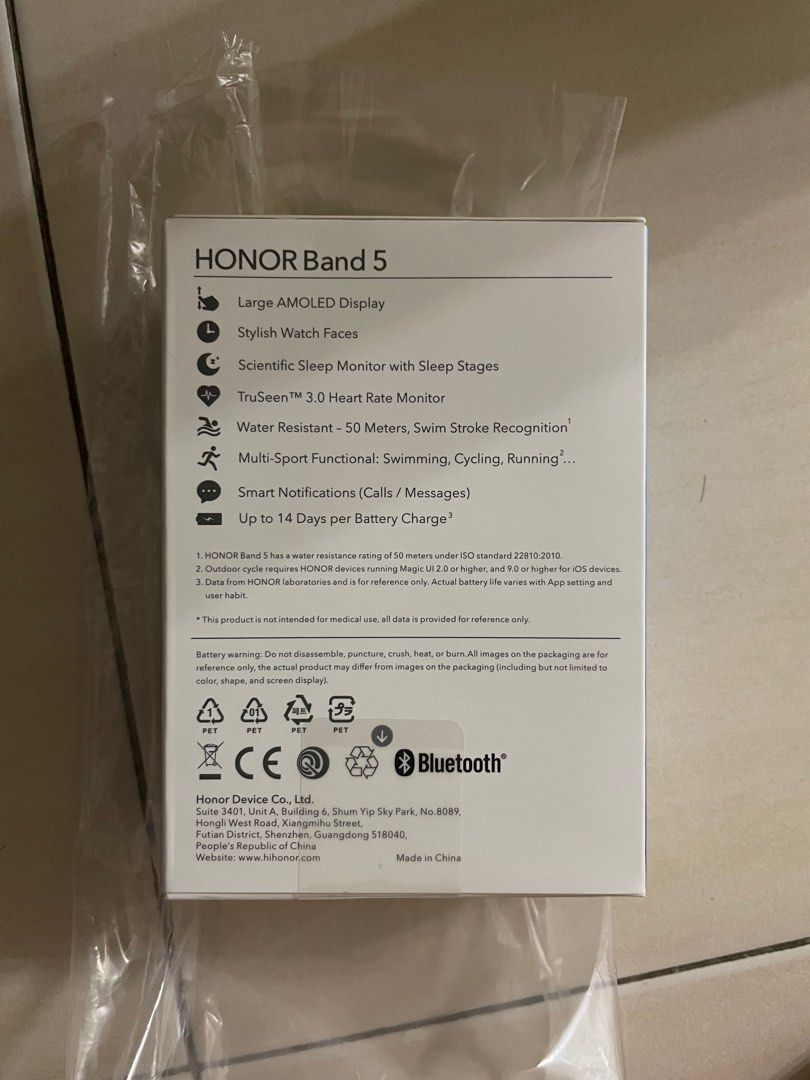 HONOR Band 5
Large AMOLED Display
Stylish Watch Faces
Scientific Sleep Monitor with Sleep Stages
TruSeen™ 3.0 Heart Rate Monitor
Water Resistant – 50 Meters, Swim Stroke Recognition¹
Multi-Sport Functional: Swimming, Cycling, Running²...
Smart Notifications (Calls / Messages)
Up to 14 Days per Battery Charge³
1. HONOR Band 5 has a water resistance rating of 50 meters under ISO standard 22810:2010.
2. Outdoor cycle requires HONOR devices running Magic UI 2.0 or higher, and 9.0 or higher for iOS devices.
3. Data from HONOR laboratories and is for reference only. Actual battery life varies with App setting and
user habit.
* This product is not intended for medical use, all data is provided for reference only.
Battery warning: Do not disassemble, puncture, crush, heat, or burn.All images on the packaging are for
reference only, the actual product may differ from images on the packaging (including but not limited to
color, shape, and screen display).
1 01 페트 プラ
PET PET PET PET
CE Bluetooth®
Honor Device Co., Ltd.
Suite 3401, Unit A, Building 6, Shum Yip Sky Park, No.8089,
Hongli West Road, Xiangmihu Street,
Futian District, Shenzhen, Guangdong 518040,
People's Republic of China
Website: www.hihonor.com Made in China